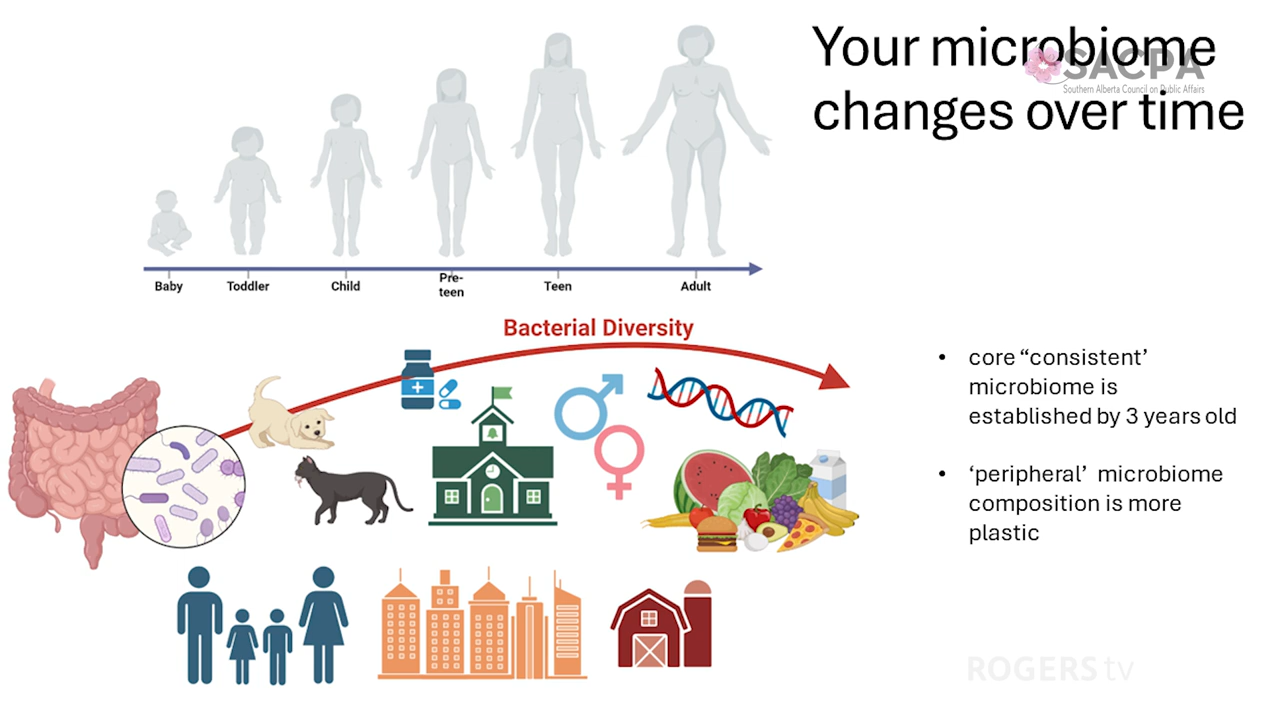 Your microbiome
changes over time
SACPA
Southern Alberta Council on Public Affairs
Baby
Toddler
Child
Pre-
teen
Teen
Adult
Bacterial Diversity
• core “consistent’
microbiome is
established by 3 years old
• ‘peripheral’ microbiome
composition is more
plastic
ROGERS tv